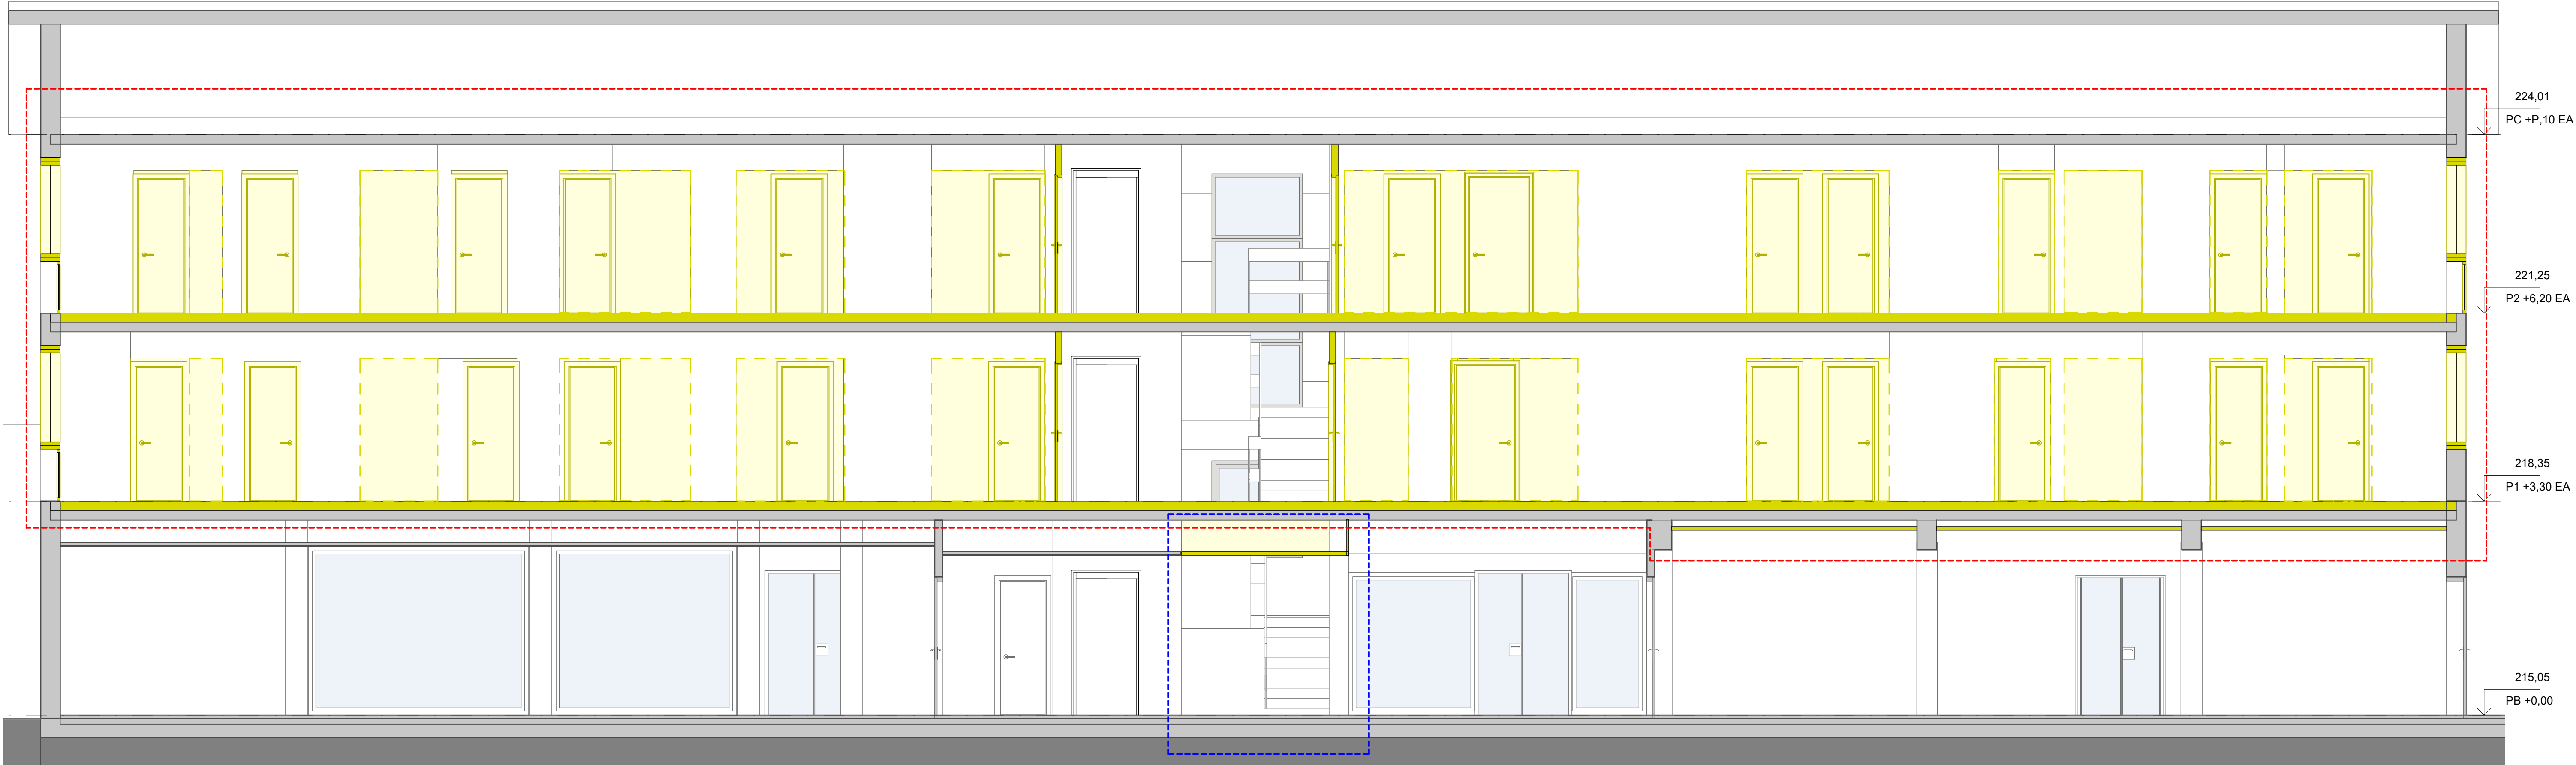 224,01
PC +P,10 EA
221,25
P2 +6,20 EA
218,35
P1 +3,30 EA
215,05
PB +0,00